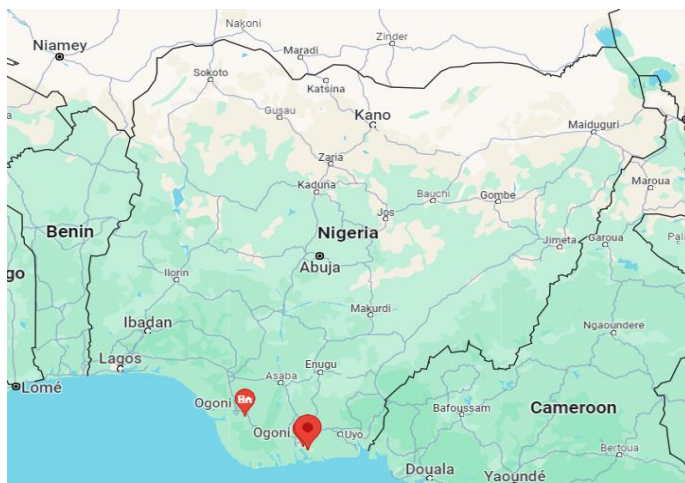 Nakoni
Zinder
Niamey
Maradi
Sokoto
Katsina
Gusau
Kano
Maiduguri
Zaria
Maroua
Kaduna
Bauchi
Gombe
Jos
Benin
Nigeria
Jimeta
Garoua
Abuja
go
Ilorin
Makurdi
Ibadan
Ngaoundere
Lagos
Enugu
Asaba
Lomé
Ogoni
Bafoussam
Cameroon
Ogoni
Uyo
Bertoua
Douala
Yaoundé